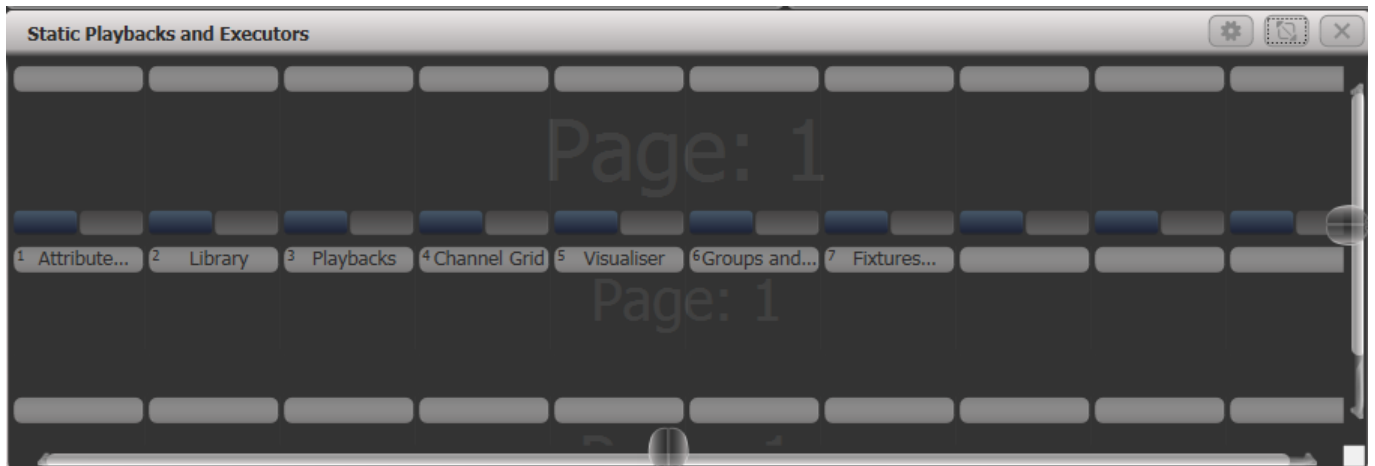 Static Playbacks and Executors
Page: 1
1 Attribute... 2 Library 3 Playbacks 4 Channel Grid 5 Visualiser 6 Groups and... 7 Fixtures...
Page: 1